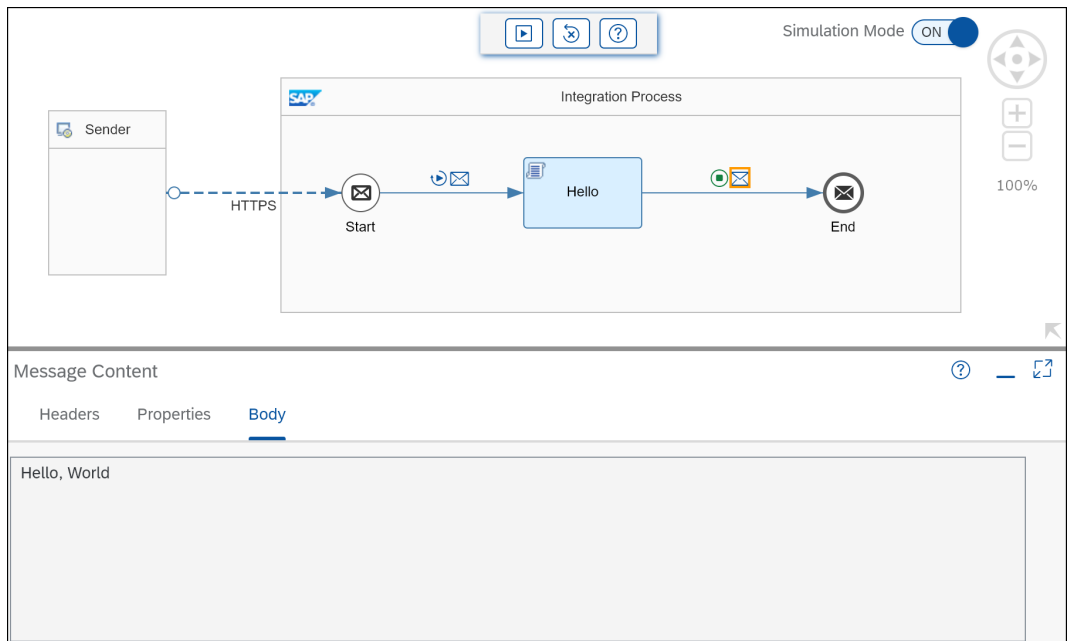 Simulation Mode ON
SAP Integration Process
Sender
HTTPS
Hello
Start
End
100%
Message Content
Headers Properties Body
Hello, World